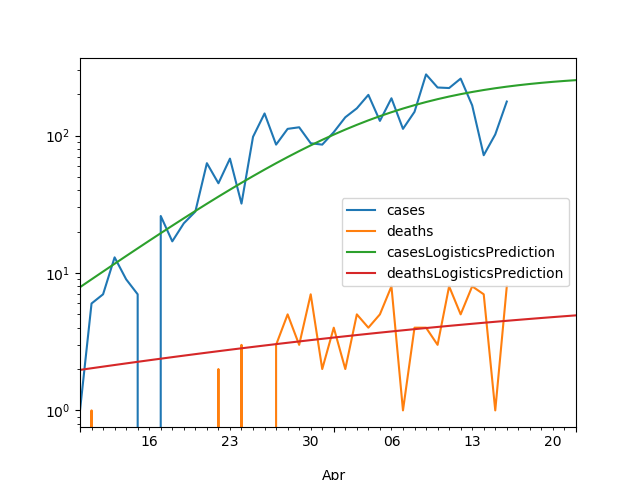 10²
10¹
10⁰
cases
deaths
casesLogisticsPrediction
deathsLogisticsPrediction
16 23 30 06 13 20
Apr